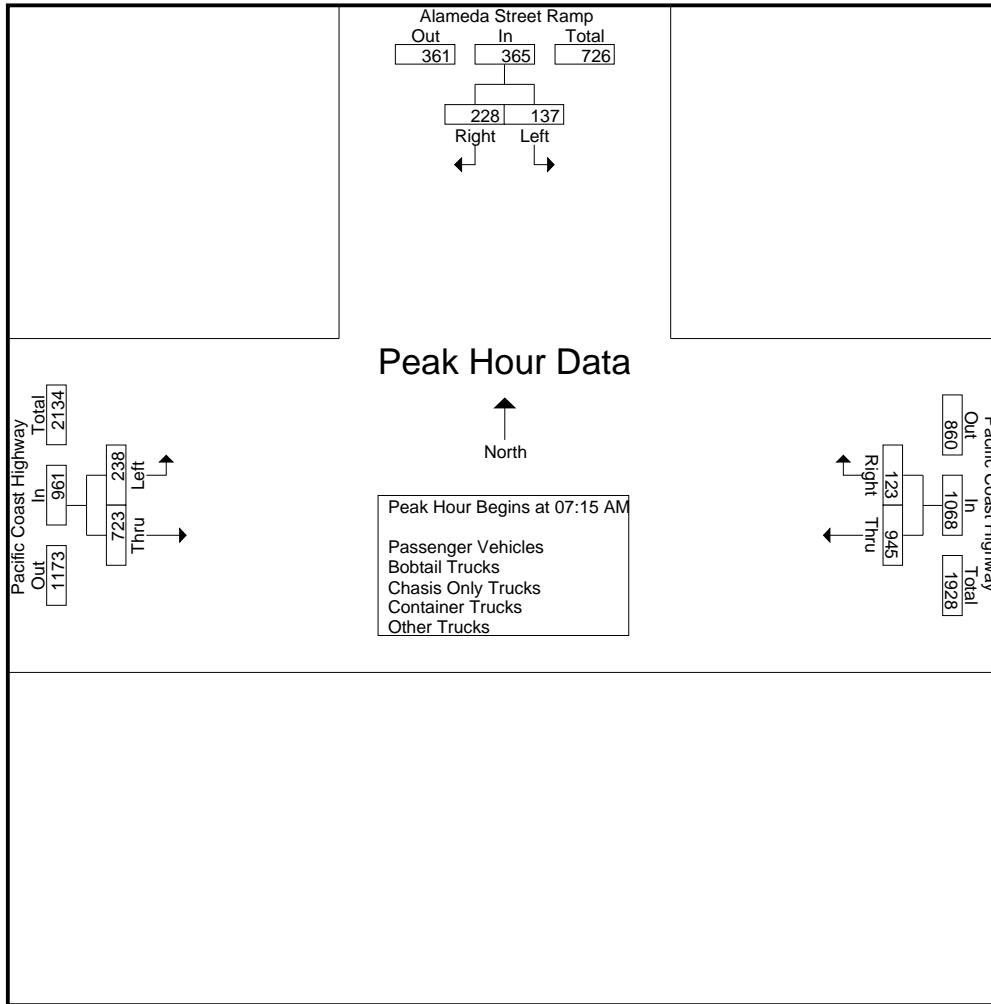 Alameda Street Ramp
Out In Total
361 365 726
228 137
Right Left
Peak Hour Data
North
Peak Hour Begins at 07:15 AM
Passenger Vehicles
Bobtail Trucks
Chasis Only Trucks
Container Trucks
Other Trucks
Pacific Coast Highway
Out In Total
1173 961 2134
723 238
Thru Left
Pacific Coast Highway
Out In Total
860 1068 1928
123 945
Right Thru